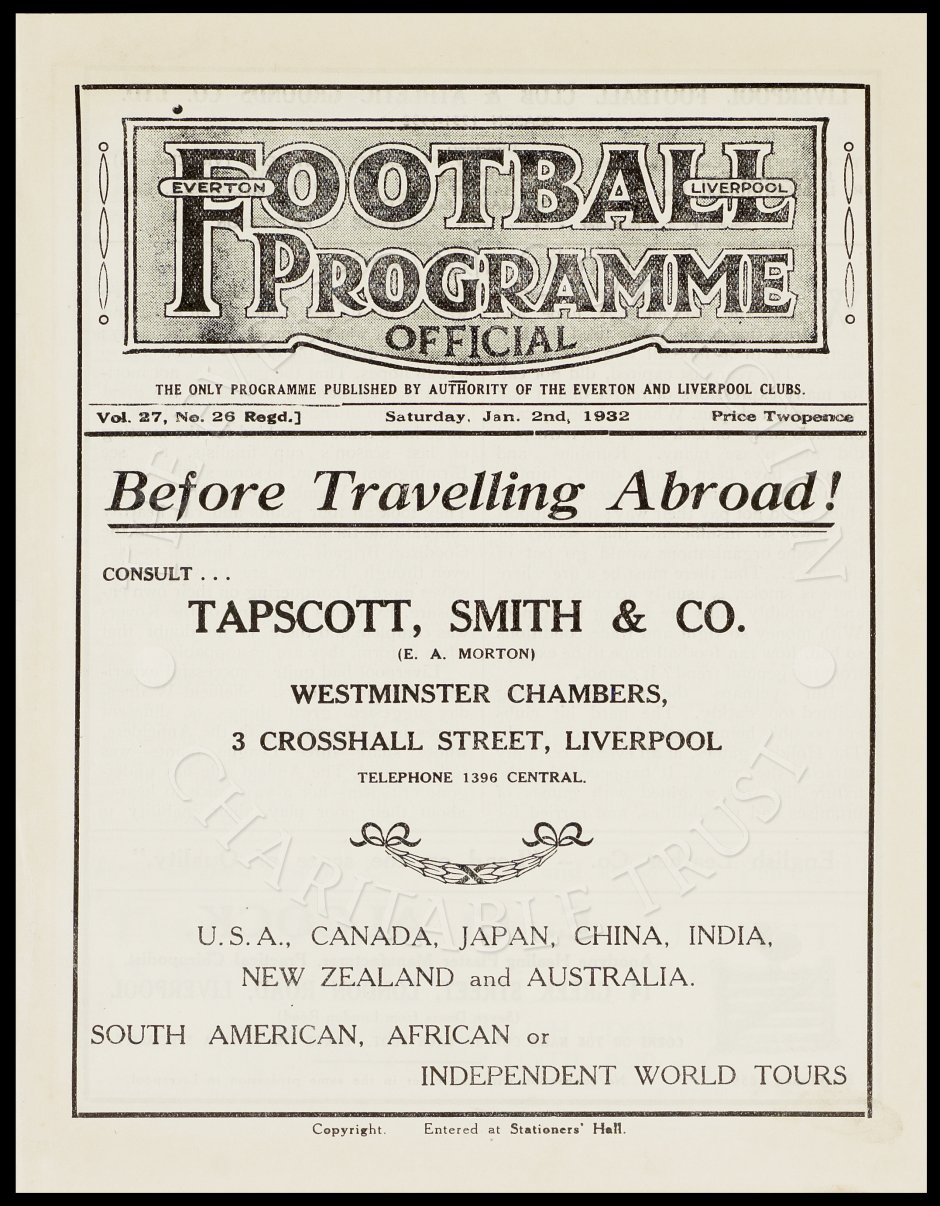 FOOTBALL
EVERTON
LIVERPOOL
PROGRAMME
OFFICIAL
THE ONLY PROGRAMME PUBLISHED BY AUTHORITY OF THE EVERTON AND LIVERPOOL CLUBS.
Vol. 27, No. 26 Regd.] Saturday, Jan. 2nd, 1932 Price Twopence
Before Travelling Abroad!
CONSULT . . .
TAPSCOTT, SMITH & CO.
(E. A. MORTON)
WESTMINSTER CHAMBERS,
3 CROSSHALL STREET, LIVERPOOL
TELEPHONE 1396 CENTRAL.
CHARITABLE TRUST
U.S.A., CANADA, JAPAN, CHINA, INDIA,
NEW ZEALAND and AUSTRALIA.
SOUTH AMERICAN, AFRICAN or
INDEPENDENT WORLD TOURS
Copyright. Entered at Stationers' Hall.